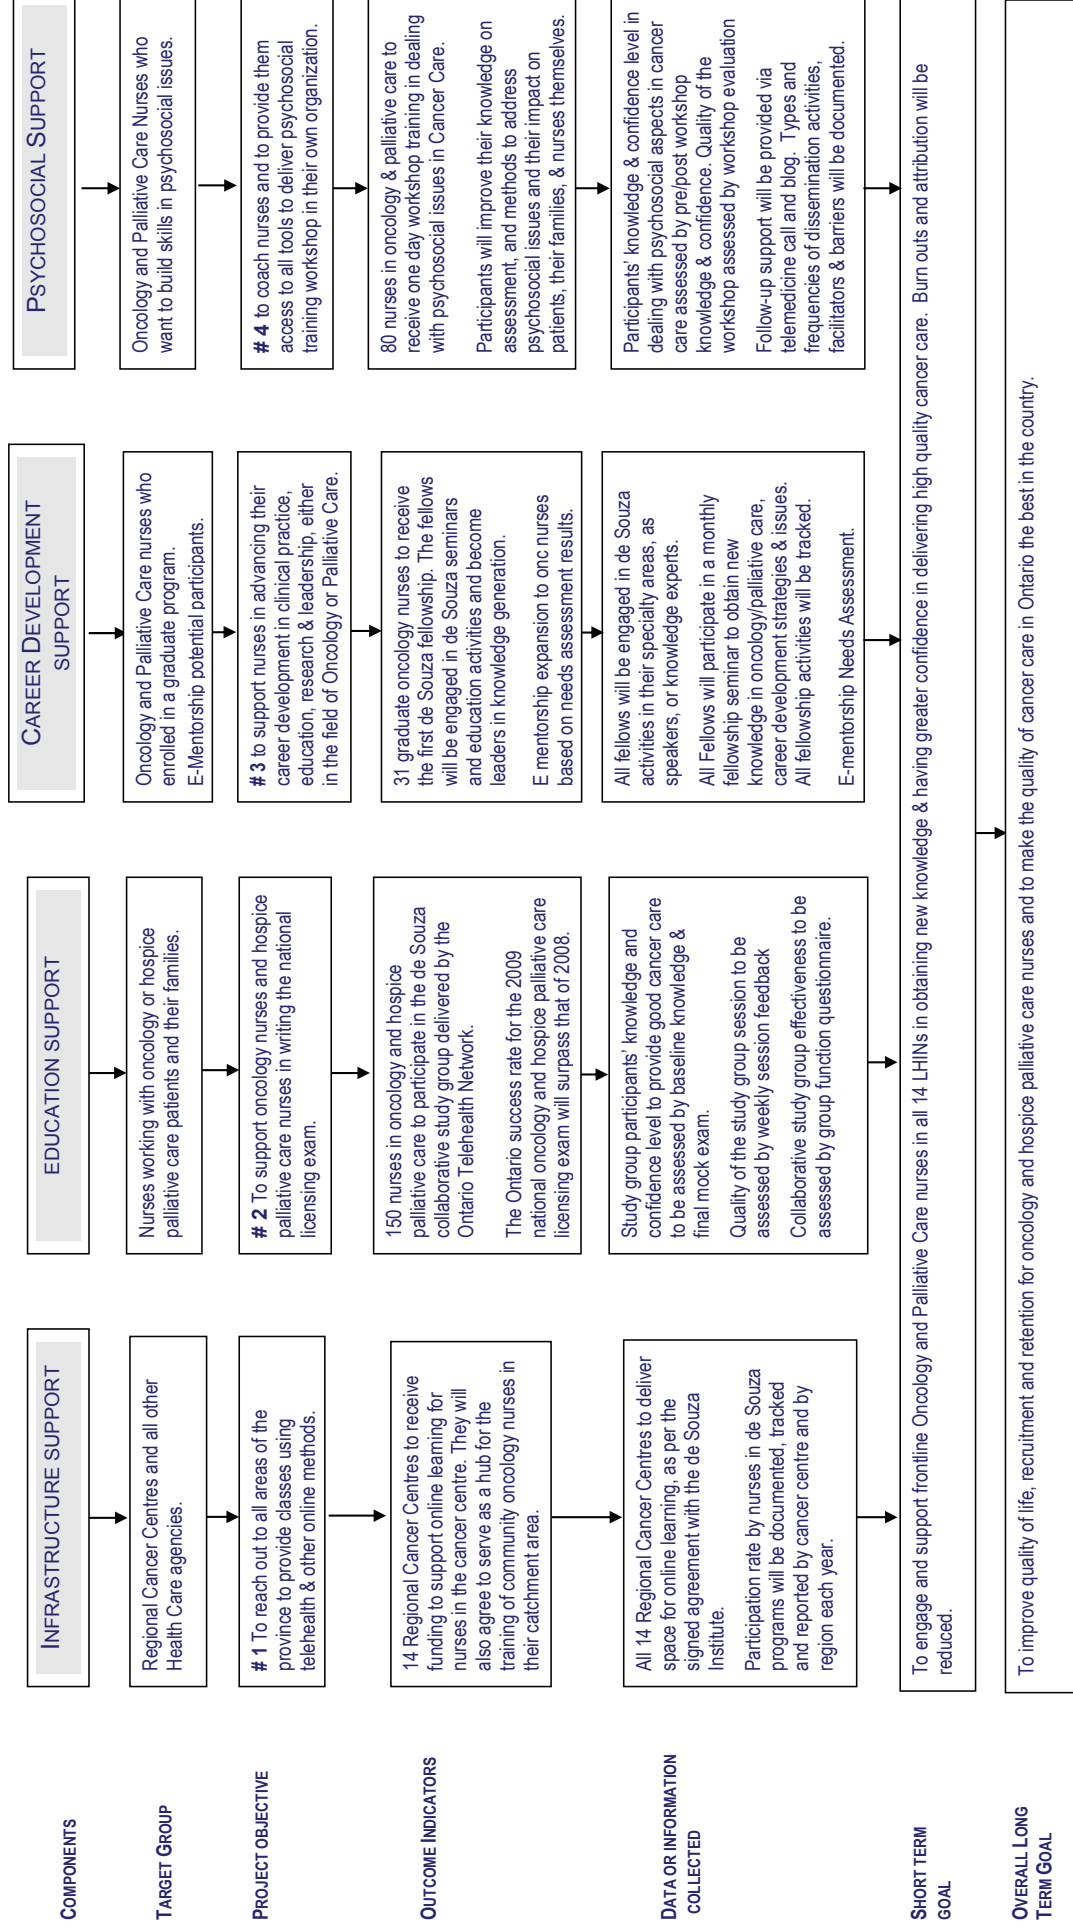 COMPONENTS
INFRASTRUCTURE SUPPORT
EDUCATION SUPPORT
CAREER DEVELOPMENT
SUPPORT
PSYCHOSOCIAL SUPPORT
TARGET GROUP
Regional Cancer Centres and all other
Health Care agencies.
Nurses working with oncology or hospice
palliative care patients and their families.
Oncology and Palliative Care nurses who
enrolled in a graduate program.
E-Mentorship potential participants.
Oncology and Palliative Care Nurses who
want to build skills in psychosocial issues.
PROJECT OBJECTIVE
# 1 To reach out to all areas of the
province to provide classes using
telehealth & other online methods.
# 2 To support oncology nurses and hospice
palliative care nurses in writing the national
licensing exam.
# 3 to support nurses in advancing their
career development in clinical practice,
education, research & leadership, either
in the field of Oncology or Palliative Care.
# 4 to coach nurses and to provide them
access to all tools to deliver psychosocial
training workshop in their own organization.
OUTCOME INDICATORS
14 Regional Cancer Centres to receive
funding to support online learning for
nurses in the cancer centre. They will
also agree to serve as a hub for the
training of community oncology nurses in
their catchment area.
150 nurses in oncology and hospice
palliative care to participate in the de Souza
collaborative study group delivered by the
Ontario Telehealth Network.
The Ontario success rate for the 2009
national oncology and hospice palliative care
licensing exam will surpass that of 2008.
31 graduate oncology nurses to receive
the first de Souza fellowship. The fellows
will be engaged in de Souza seminars
and education activities and become
leaders in knowledge generation.
E mentorship expansion to onc nurses
based on needs assessment results.
80 nurses in oncology & palliative care to
receive one day workshop training in dealing
with psychosocial issues in Cancer Care.
Participants will improve their knowledge on
assessment, and methods to address
psychosocial issues and their impact on
patients, their families, & nurses themselves.
DATA OR INFORMATION
COLLECTED
All 14 Regional Cancer Centres to deliver
space for online learning, as per the
signed agreement with the de Souza
Institute.
Participation rate by nurses in de Souza
programs will be documented, tracked
and reported by cancer centre and by
region each year.
Study group participants' knowledge and
confidence level to provide good cancer care
to be assessed by baseline knowledge &
final mock exam.
Quality of the study group session to be
assessed by weekly session feedback
Collaborative study group effectiveness to be
assessed by group function questionnaire.
All fellows will be engaged in de Souza
activities in their specialty areas, as
speakers, or knowledge experts.
All Fellows will participate in a monthly
fellowship seminar to obtain new
knowledge in oncology/palliative care,
career development strategies & issues.
All fellowship activities will be tracked.
E-mentorship Needs Assessment.
Participants' knowledge & confidence level in
dealing with psychosocial aspects in cancer
care assessed by pre/post workshop
knowledge & confidence. Quality of the
workshop assessed by workshop evaluation
Follow-up support will be provided via
telemedicine call and blog. Types and
frequencies of dissemination activities,
facilitators & barriers will be documented.
SHORT TERM
GOAL
To engage and support frontline Oncology and Palliative Care nurses in all 14 LHINs in obtaining new knowledge & having greater confidence in delivering high quality cancer care. Burn outs and attribution will be
reduced.
OVERALL LONG
TERM GOAL
To improve quality of life, recruitment and retention for oncology and hospice palliative care nurses and to make the quality of cancer care in Ontario the best in the country.